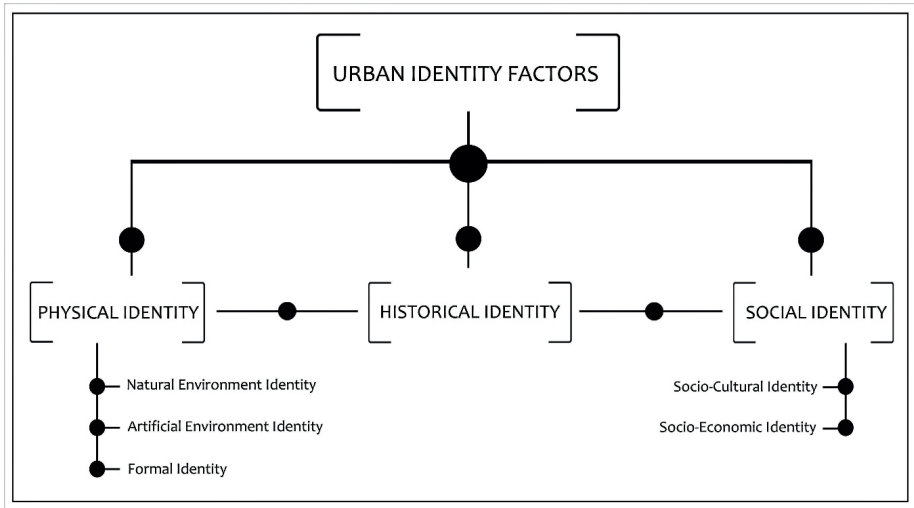 URBAN IDENTITY FACTORS
PHYSICAL IDENTITY
HISTORICAL IDENTITY
SOCIAL IDENTITY
Natural Environment Identity
Artificial Environment Identity
Formal Identity
Socio-Cultural Identity
Socio-Economic Identity